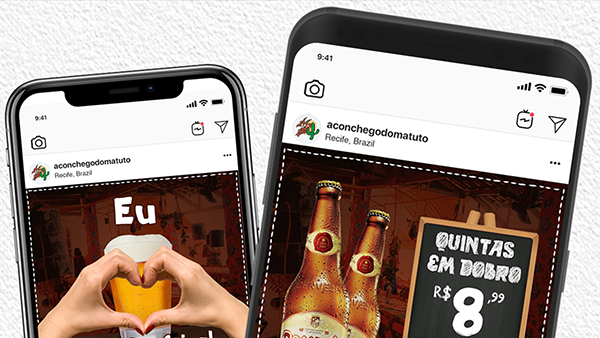 9:41
aconchegodomatuto
Recife, Brazil
Eu
9:41
aconchegodomatuto
Recife, Brazil
QUINTAS
EM DOBRO
R$ 8,99